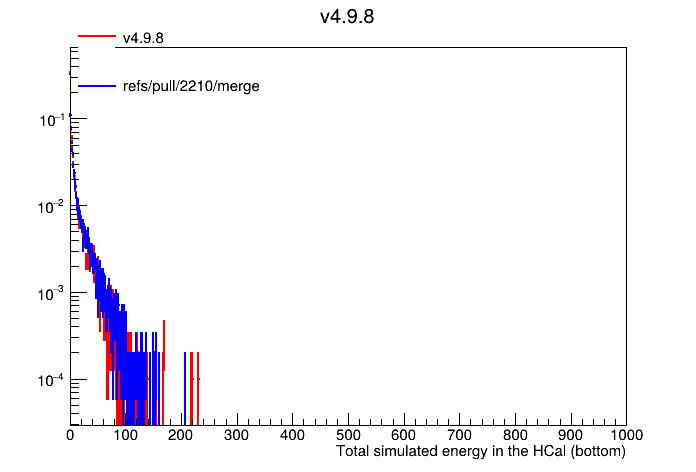 v4.9.8
v4.9.8
refs/pull/2210/merge
10⁻¹
10⁻²
10⁻³
10⁻⁴
0 100 200 300 400 500 600 700 800 900 1000
Total simulated energy in the HCal (bottom)